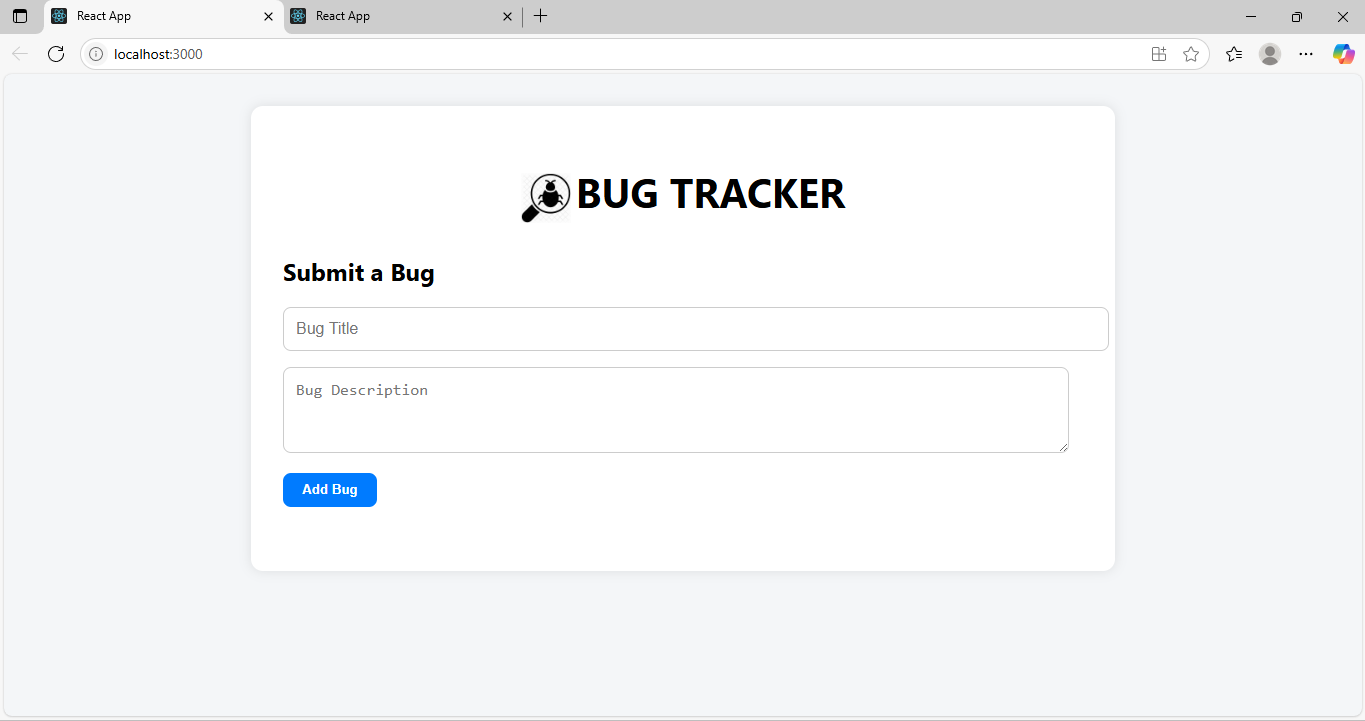 React App
React App
localhost:3000
BUG TRACKER
Submit a Bug
Bug Title
Bug Description
Add Bug